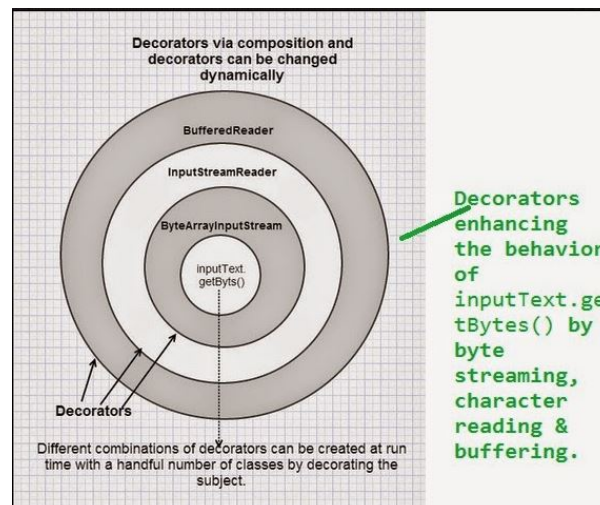 Decorators via composition and
decorators can be changed
dynamically
BufferedReader
InputStreamReader
ByteArrayInputStream
inputText.
getByts()
Decorators
Different combinations of decorators can be created at run
time with a handful number of classes by decorating the
subject.
Decorators
enhancing
the behavior
of
inputText.ge
tBytes() by
byte
streaming,
character
reading &
buffering.